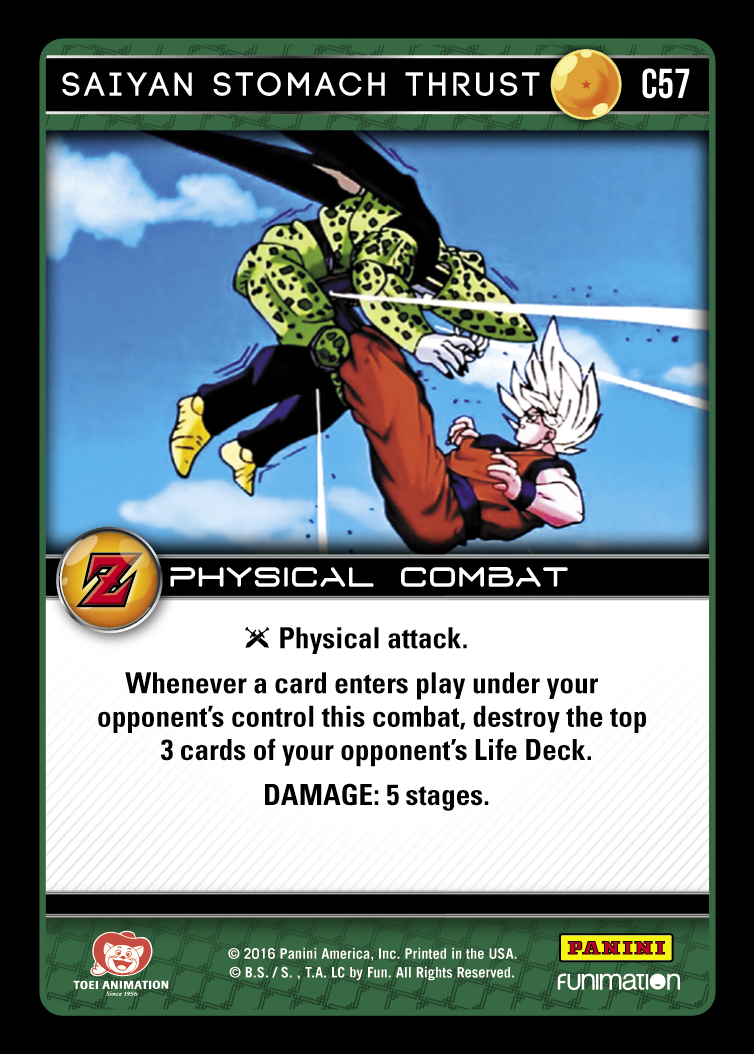 SAIYAN STOMACH THRUST C57
Z PHYSICAL COMBAT
Physical attack.
Whenever a card enters play under your
opponent's control this combat, destroy the top
3 cards of your opponent's Life Deck.
DAMAGE: 5 stages.
TOEI ANIMATION
Since 1956
© 2016 Panini America, Inc. Printed in the USA.
© B.S. / S. , T.A. LC by Fun. All Rights Reserved.
PANINI
FUNIMATION